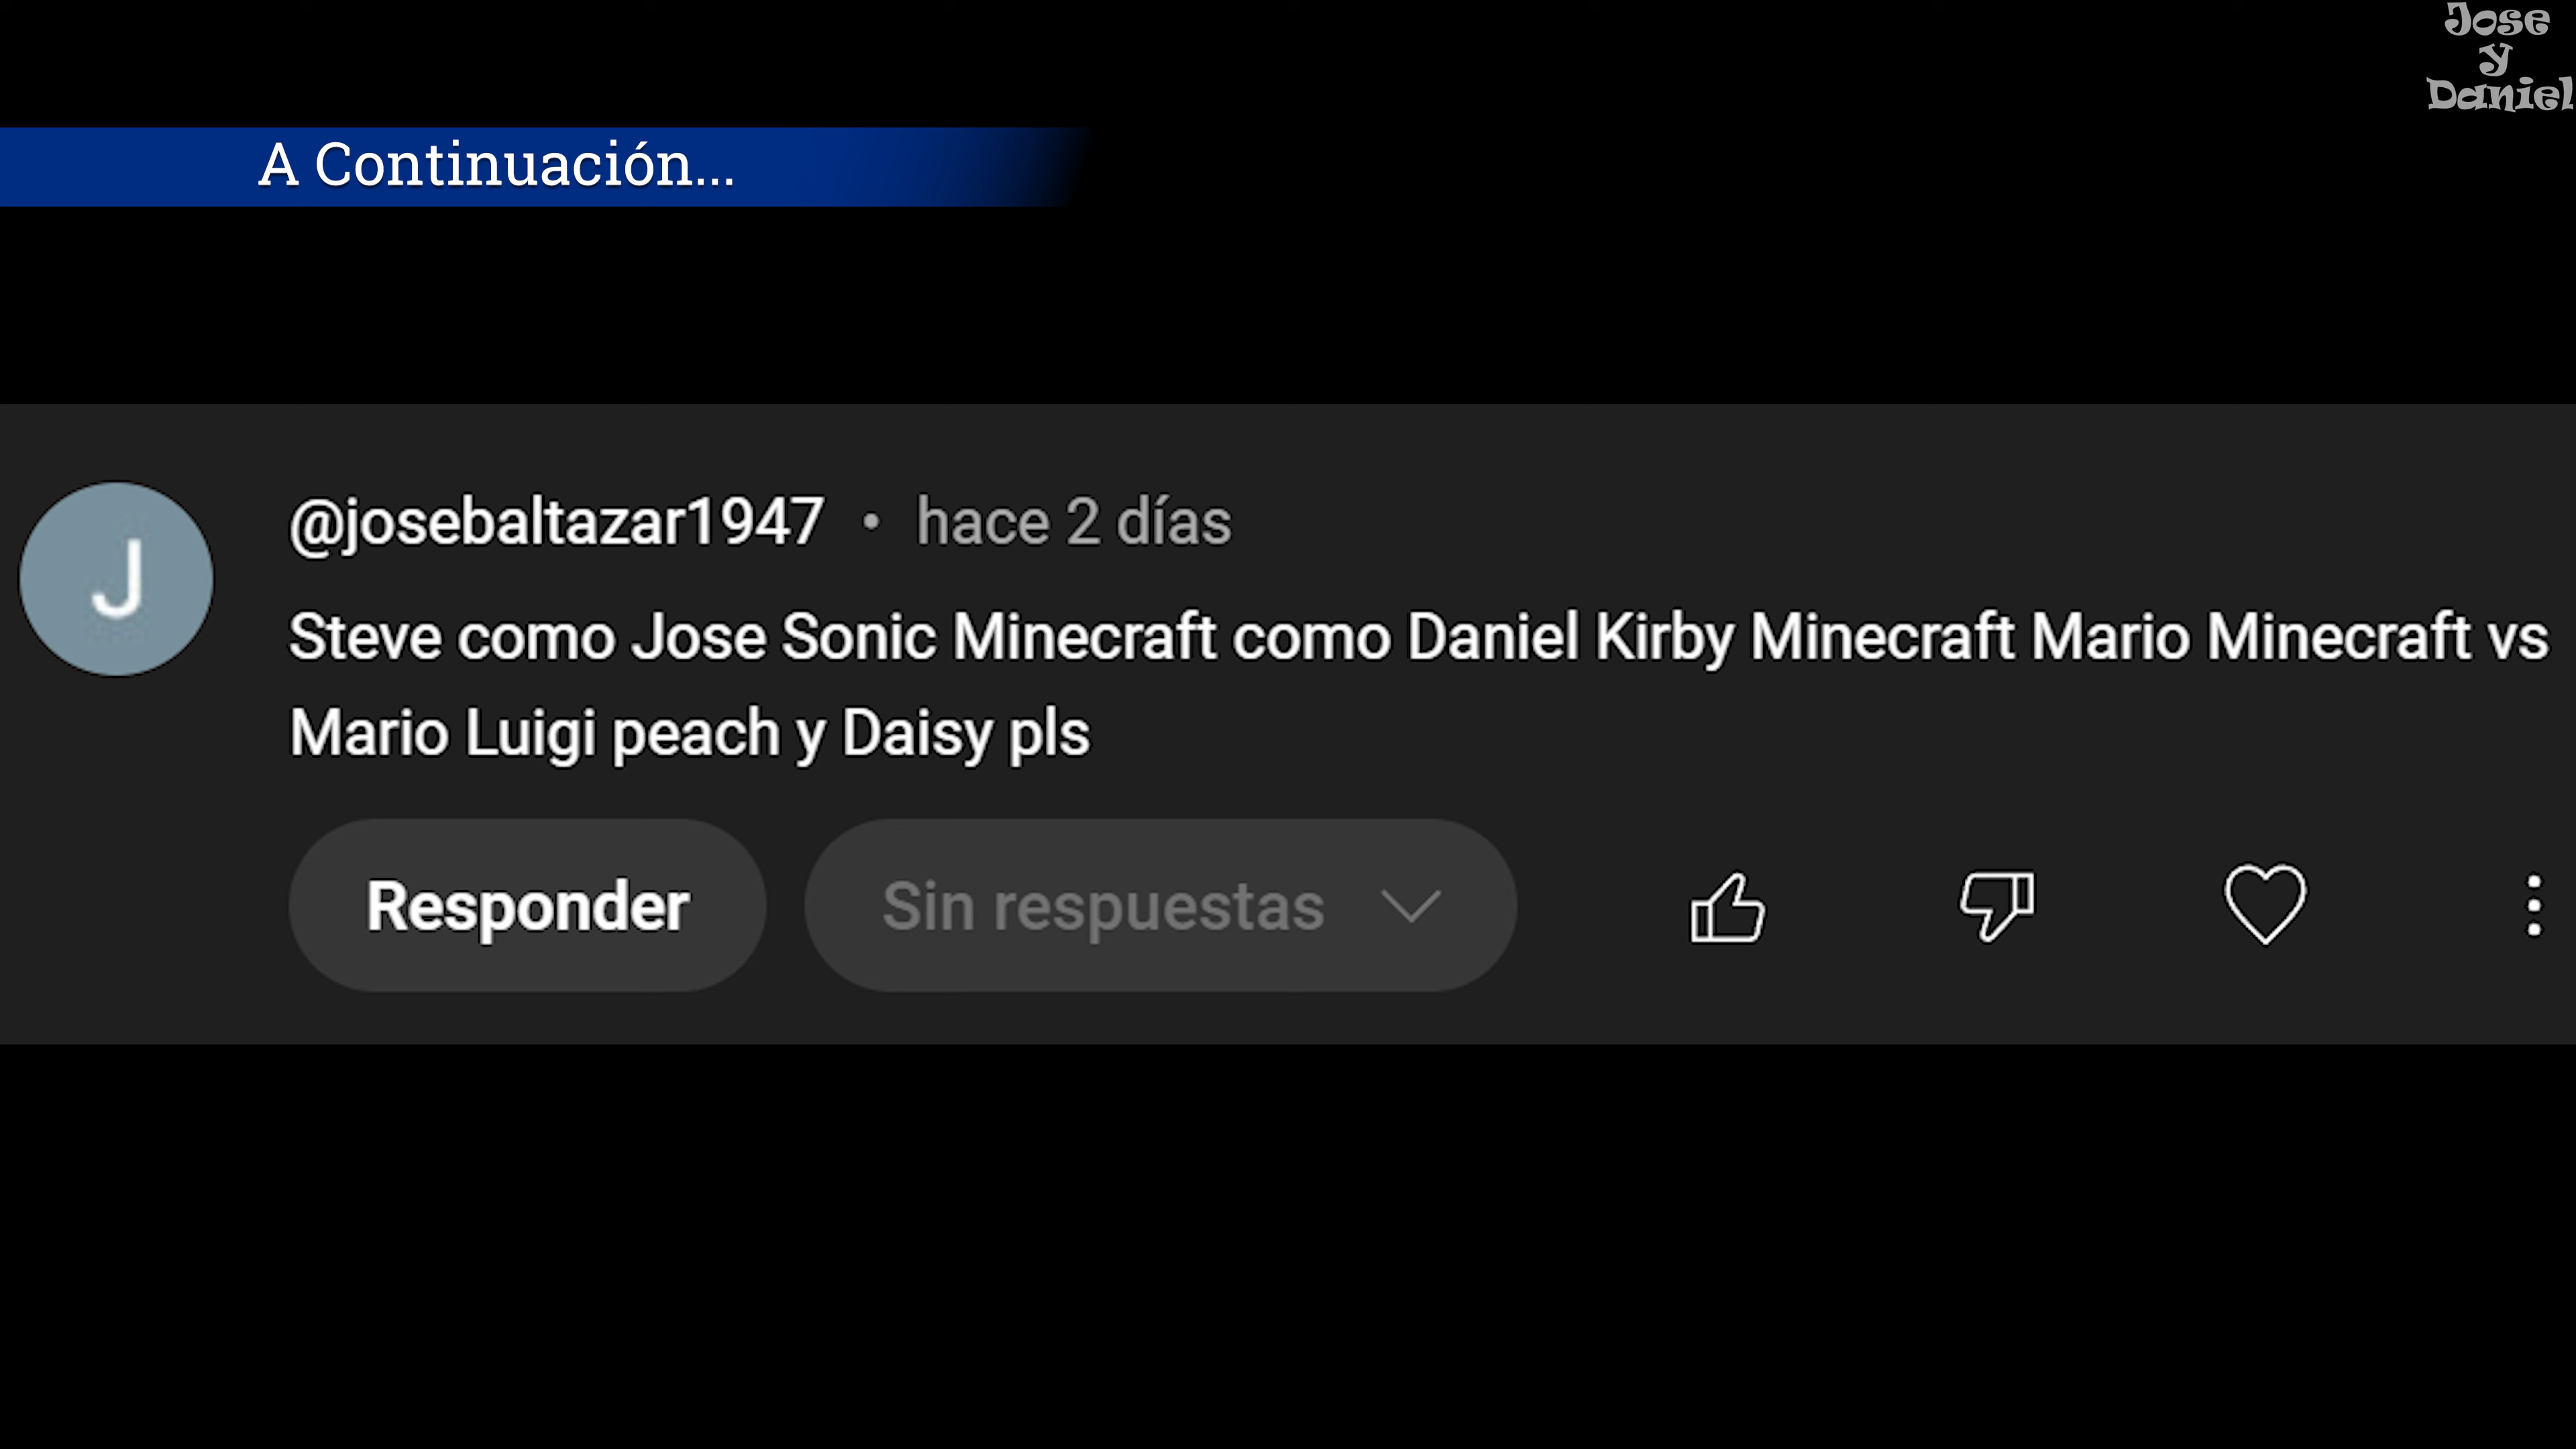 Jose
y
Daniel
A Continuación...
@josebaltazar1947 • hace 2 días
Steve como Jose Sonic Minecraft como Daniel Kirby Minecraft Mario Minecraft vs
Mario Luigi peach y Daisy pls
J
Responder
Sin respuestas